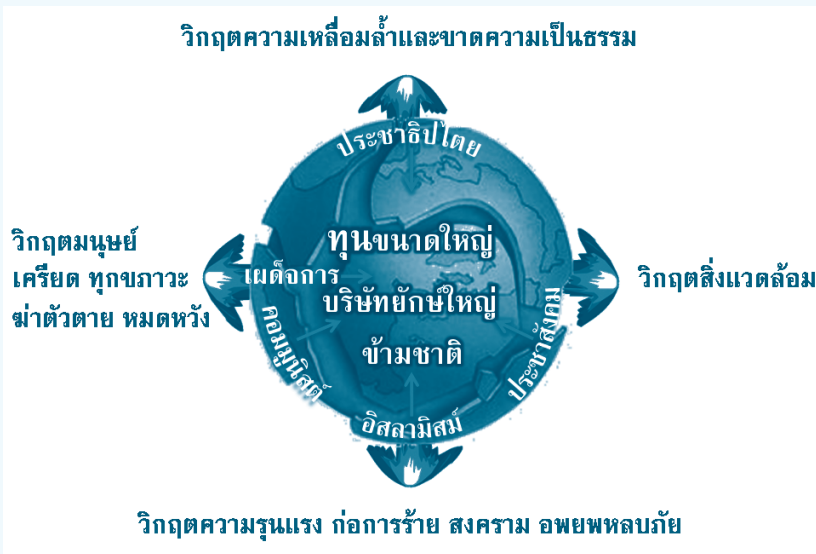 วิกฤตความเหลื่อมล้ำและขาดความเป็นธรรม
ประชาธิปไตย
วิกฤตมนุษย์
เครียด ทุกขภาวะ
ฆ่าตัวตาย หมดหวัง
เผด็จการ
ทุนขนาดใหญ่
บริษัทยักษ์ใหญ่
ข้ามชาติ
วิกฤตสิ่งแวดล้อม
คอมมูนิสต์
อิสลามิสม์
ประชาสังคม
วิกฤตความรุนแรง ก่อการร้าย สงคราม อพยพหลบภัย